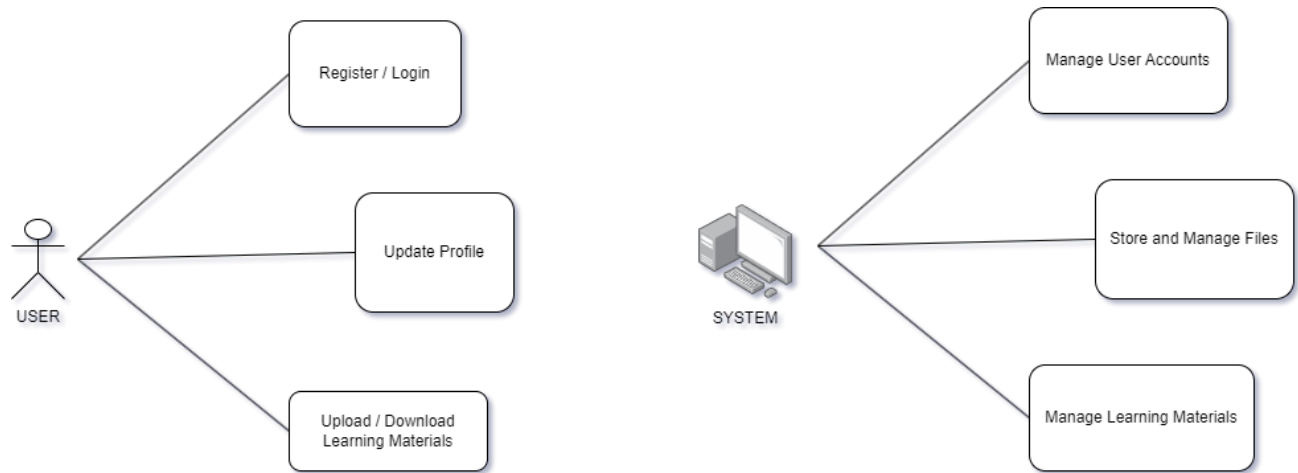 Register / Login
Update Profile
USER
Upload / Download
Learning Materials
Manage User Accounts
Store and Manage Files
SYSTEM
Manage Learning Materials